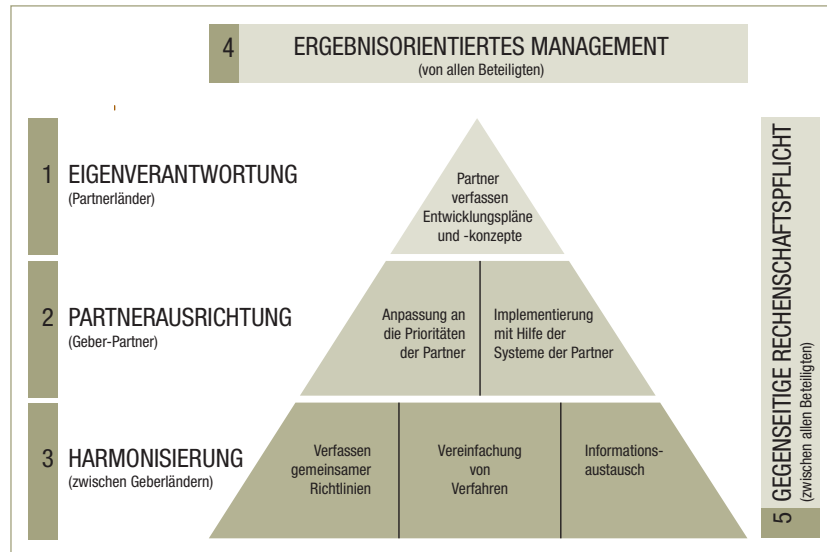 4 ERGEBNISORIENTIERTES MANAGEMENT
(von allen Beteiligten)
1 EIGENVERANTWORTUNG
(Partnerländer)
Partner
verfassen
Entwicklungspläne
und -konzepte
2 PARTNERAUSRICHTUNG
(Geber-Partner)
Anpassung an
die Prioritäten
der Partner
Implementierung
mit Hilfe der
Systeme der Partner
3 HARMONISIERUNG
(zwischen Geberländern)
Verfassen
gemeinsamer
Richtlinien
Vereinfachung
von
Verfahren
Informations-
austausch
5 GEGENSEITIGE RECHENSCHAFTSPFLICHT
(zwischen allen Beteiligten)